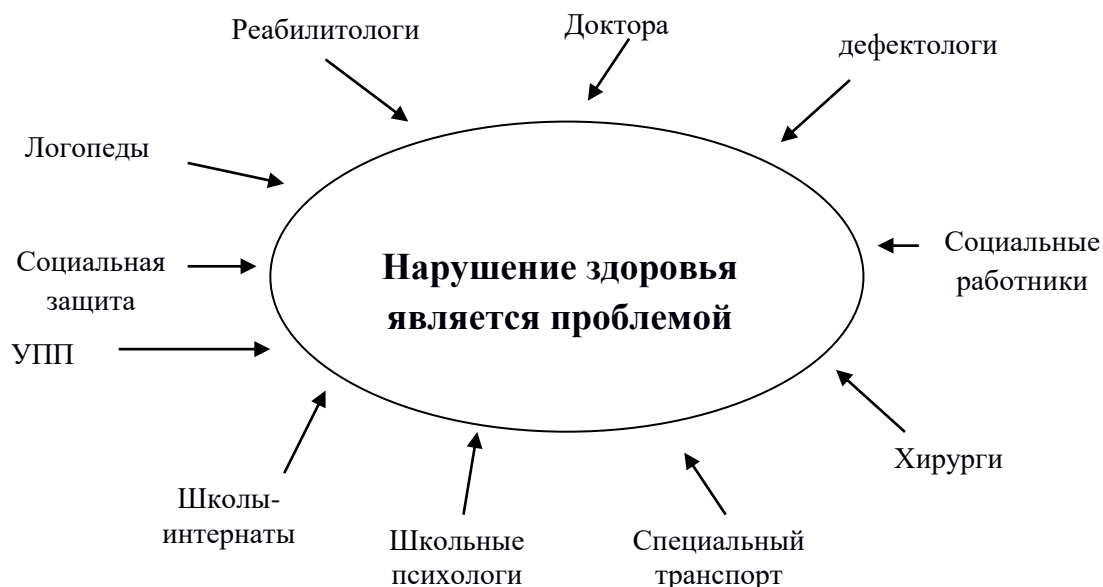 Реабилитологи
Доктора
дефектологи
Логопеды
Социальная
защита
Нарушение здоровья
является проблемой
Социальные
работники
УПП
Хирурги
Школы-
интернаты
Школьные
психологи
Специальный
транспорт